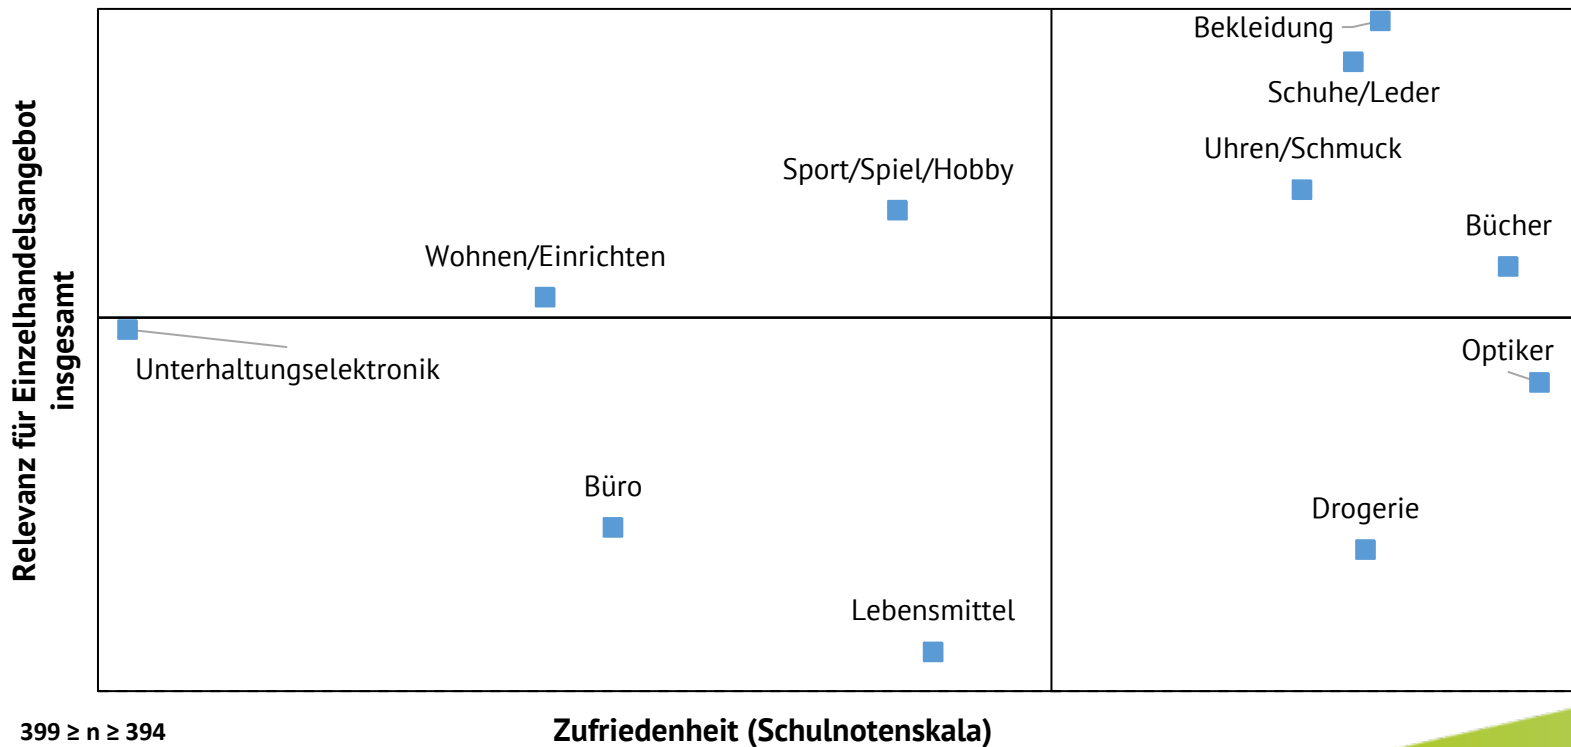 Relevanz für Einzelhandelsangebot
insgesamt
Bekleidung
Schuhe/Leder
Uhren/Schmuck
Sport/Spiel/Hobby
Bücher
Wohnen/Einrichten
Optiker
Unterhaltungselektronik
Büro
Drogerie
Lebensmittel
399 ≥ n ≥ 394
Zufriedenheit (Schulnotenskala)